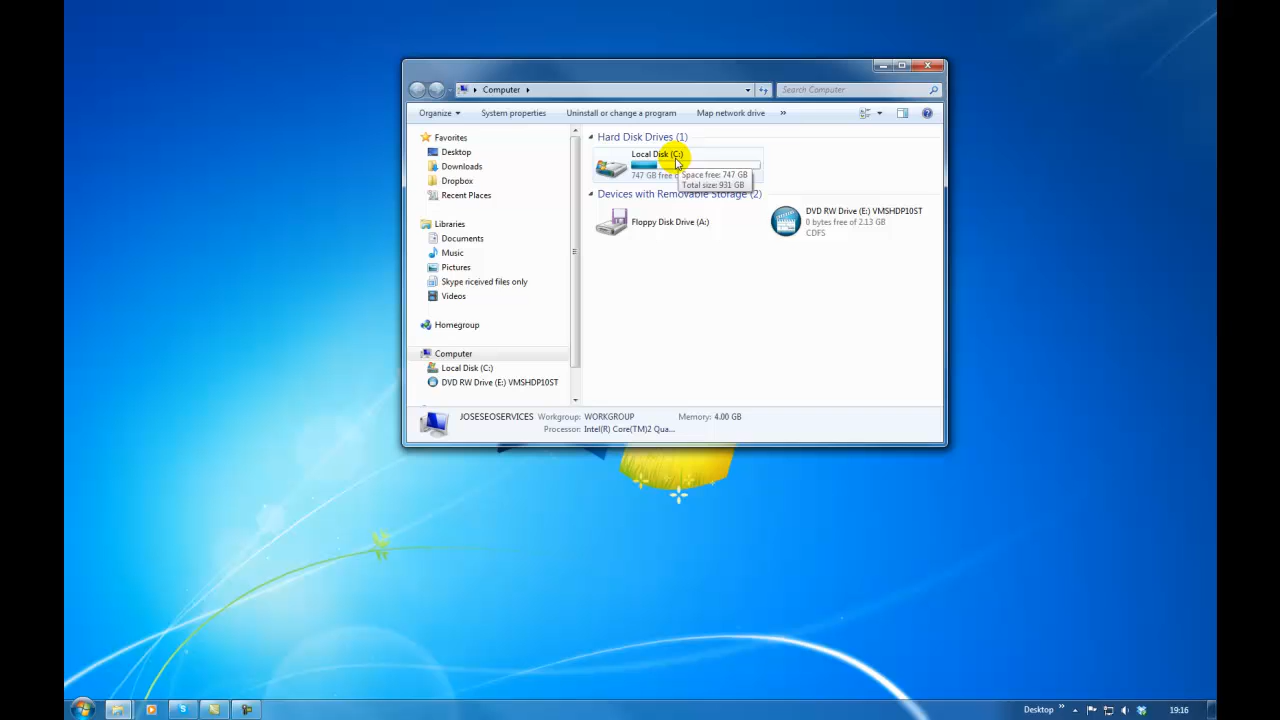 Computer
Search Computer
Organize
System properties
Uninstall or change a program
Map network drive
»
Favorites
Desktop
Downloads
Dropbox
Recent Places
Libraries
Documents
Music
Pictures
Skype riceived files only
Videos
Homegroup
Computer
Local Disk (C:)
DVD RW Drive (E:) VMSHDP10ST
Hard Disk Drives (1)
Local Disk (C:)
747 GB free
Space free: 747 GB
Total size: 931 GB
Devices with Removable Storage (2)
Floppy Disk Drive (A:)
DVD RW Drive (E:) VMSHDP10ST
0 bytes free of 2.13 GB
CDFS
JOSESEOSERVICES Workgroup: WORKGROUP Memory: 4.00 GB
Processor: Intel(R) Core(TM)2 Qua...
Desktop » 19:16